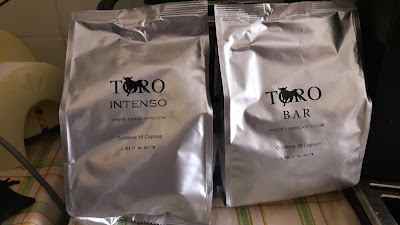 TORO
INTENSO
WWW.TOROCAFFE.COM
Contiene 18 Capsule
TORO
BAR
WWW.TOROCAFFE.COM
Contiene 18 Capsule